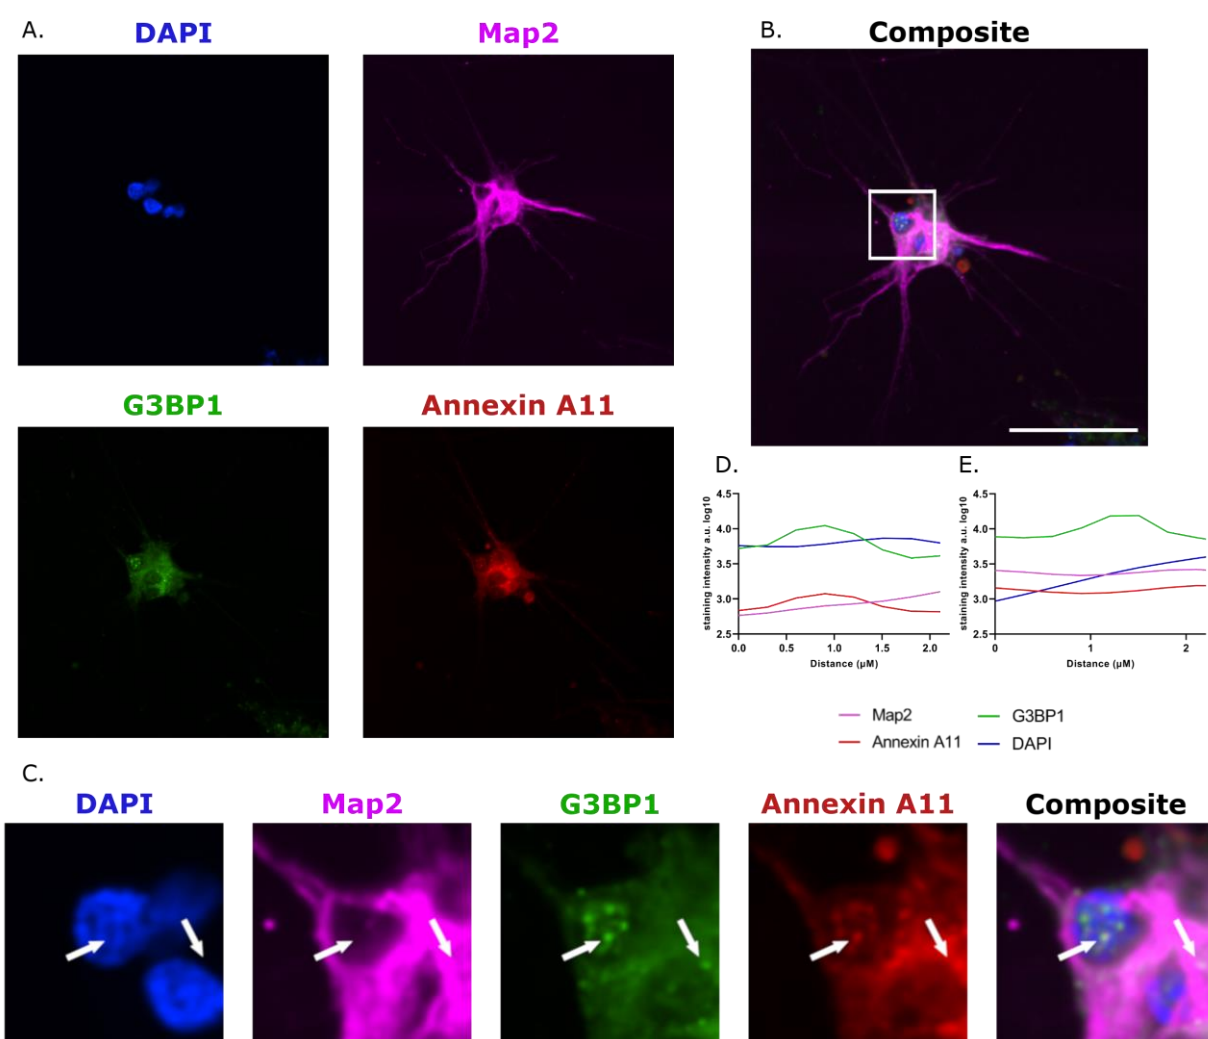 A.
DAPI
Map2
B.
Composite
G3BP1
Annexin A11
D.
staining intensity a.u. log10
4.5
4.0
3.5
3.0
2.5
0.0 0.5 1.0 1.5 2.0
Distance (μM)
E.
staining intensity a.u. log10
4.5
4.0
3.5
3.0
2.5
0 1 2
Distance (μM)
Map2
G3BP1
Annexin A11
DAPI
C.
DAPI
Map2
G3BP1
Annexin A11
Composite